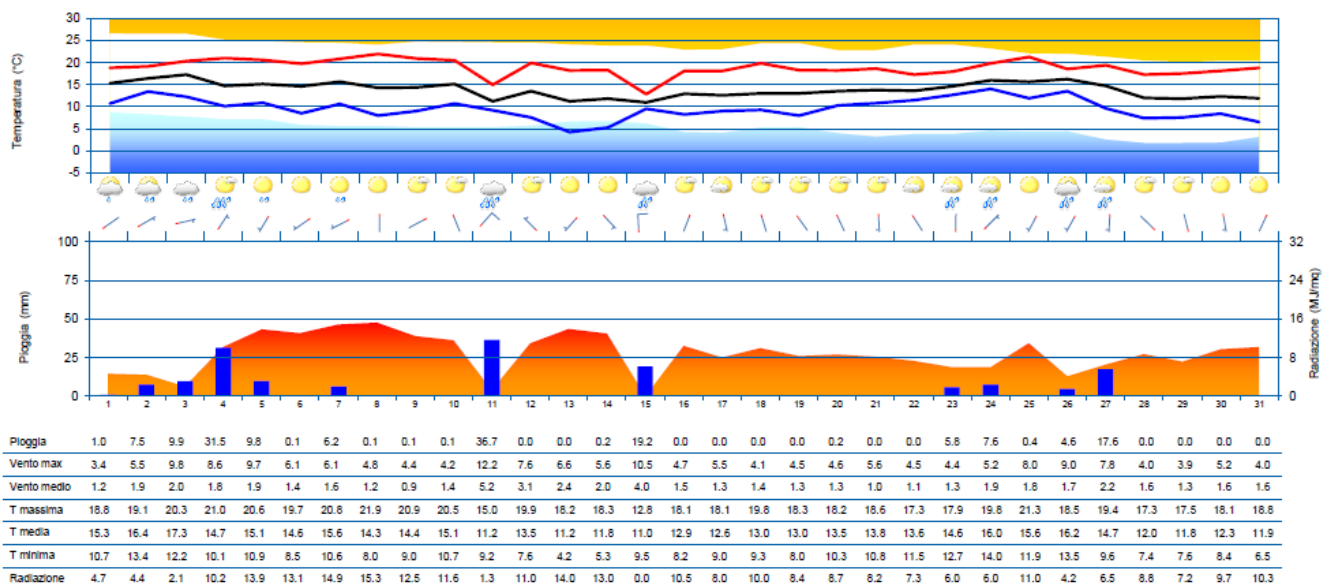 Temperatura (°C)
30
25
20
15
10
5
0
-5
Pioggia (mm)
100
75
50
25
0
32
24
16
8
0
Radiazione (MJ/mq)
1 2 3 4 5 6 7 8 9 10 11 12 13 14 15 16 17 18 19 20 21 22 23 24 25 26 27 28 29 30 31
Pioggia 1.0 7.5 9.9 31.5 9.8 0.1 6.2 0.1 0.1 0.1 36.7 0.0 0.0 0.2 19.2 0.0 0.0 0.0 0.0 0.2 0.0 0.0 5.8 7.6 0.4 4.6 17.6 0.0 0.0 0.0 0.0
Vento max 3.4 5.5 9.8 8.6 9.7 6.1 6.1 4.8 4.4 4.2 12.2 7.6 6.6 5.6 10.5 4.7 5.5 4.1 4.5 4.6 5.6 4.5 4.4 5.2 8.0 9.0 7.8 4.0 3.9 5.2 4.0
Vento medio 1.2 1.9 2.0 1.8 1.9 1.4 1.6 1.2 0.9 1.4 5.2 3.1 2.4 2.0 4.0 1.5 1.3 1.4 1.3 1.3 1.0 1.1 1.3 1.9 1.8 1.7 2.2 1.6 1.3 1.6 1.6
T massima 18.8 19.1 20.3 21.0 20.6 19.7 20.8 21.9 20.9 20.5 15.0 19.9 18.2 18.3 12.8 18.1 18.1 19.8 18.3 18.2 18.6 17.3 17.9 19.8 21.3 18.5 19.4 17.3 17.5 18.1 18.8
T media 15.3 16.4 17.3 14.7 15.1 14.6 15.6 14.3 14.4 15.1 11.2 13.5 11.2 11.8 11.0 12.9 12.6 13.0 13.0 13.5 13.8 13.6 14.6 16.0 15.6 16.2 14.7 12.0 11.8 12.3 11.9
T minima 10.7 13.4 12.2 10.1 10.9 8.5 10.6 8.0 9.0 10.7 9.2 7.6 4.2 5.3 9.5 8.2 9.0 9.3 8.0 10.3 10.8 11.5 12.7 14.0 11.9 13.5 9.6 7.4 7.6 8.4 6.5
Radiazione 4.7 4.4 2.1 10.2 13.9 13.1 14.9 15.3 12.5 11.6 1.3 11.0 14.0 13.0 0.0 10.5 8.0 10.0 8.4 8.7 8.2 7.3 6.0 6.0 11.0 4.2 6.5 8.8 7.2 9.7 10.3